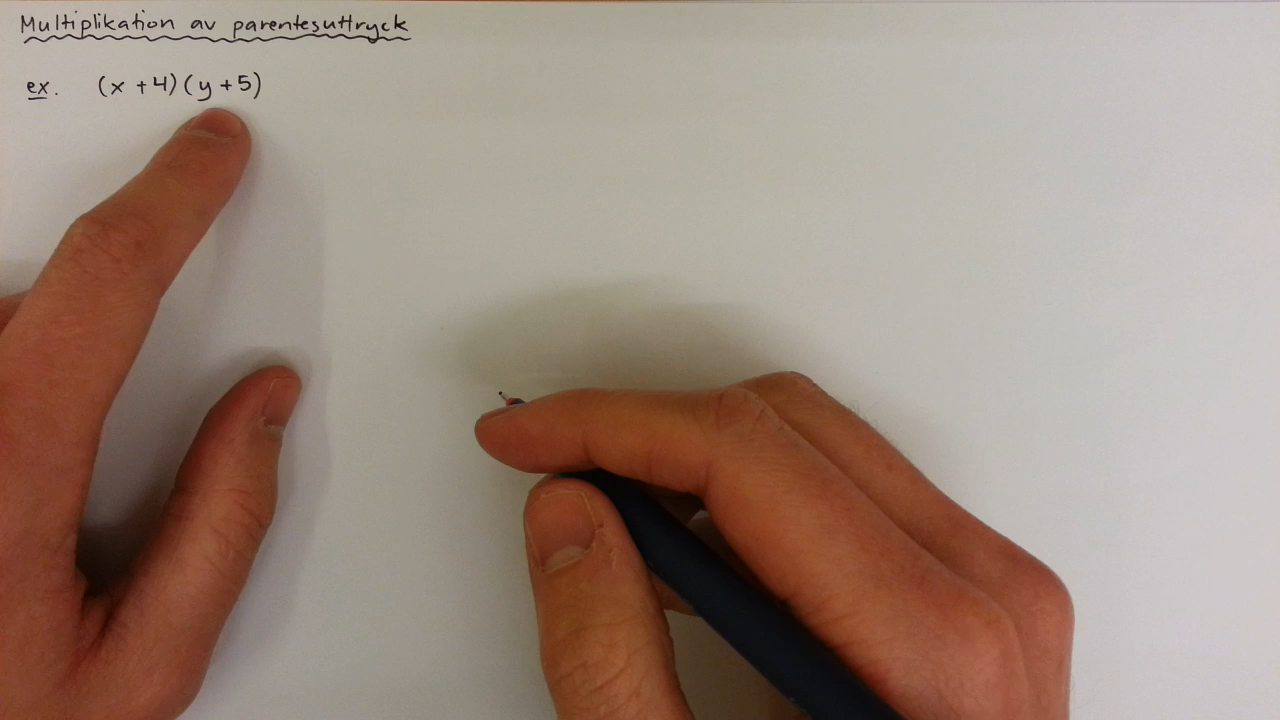 Multiplikation av parentesuttryck
ex. (x+4)(y+5)